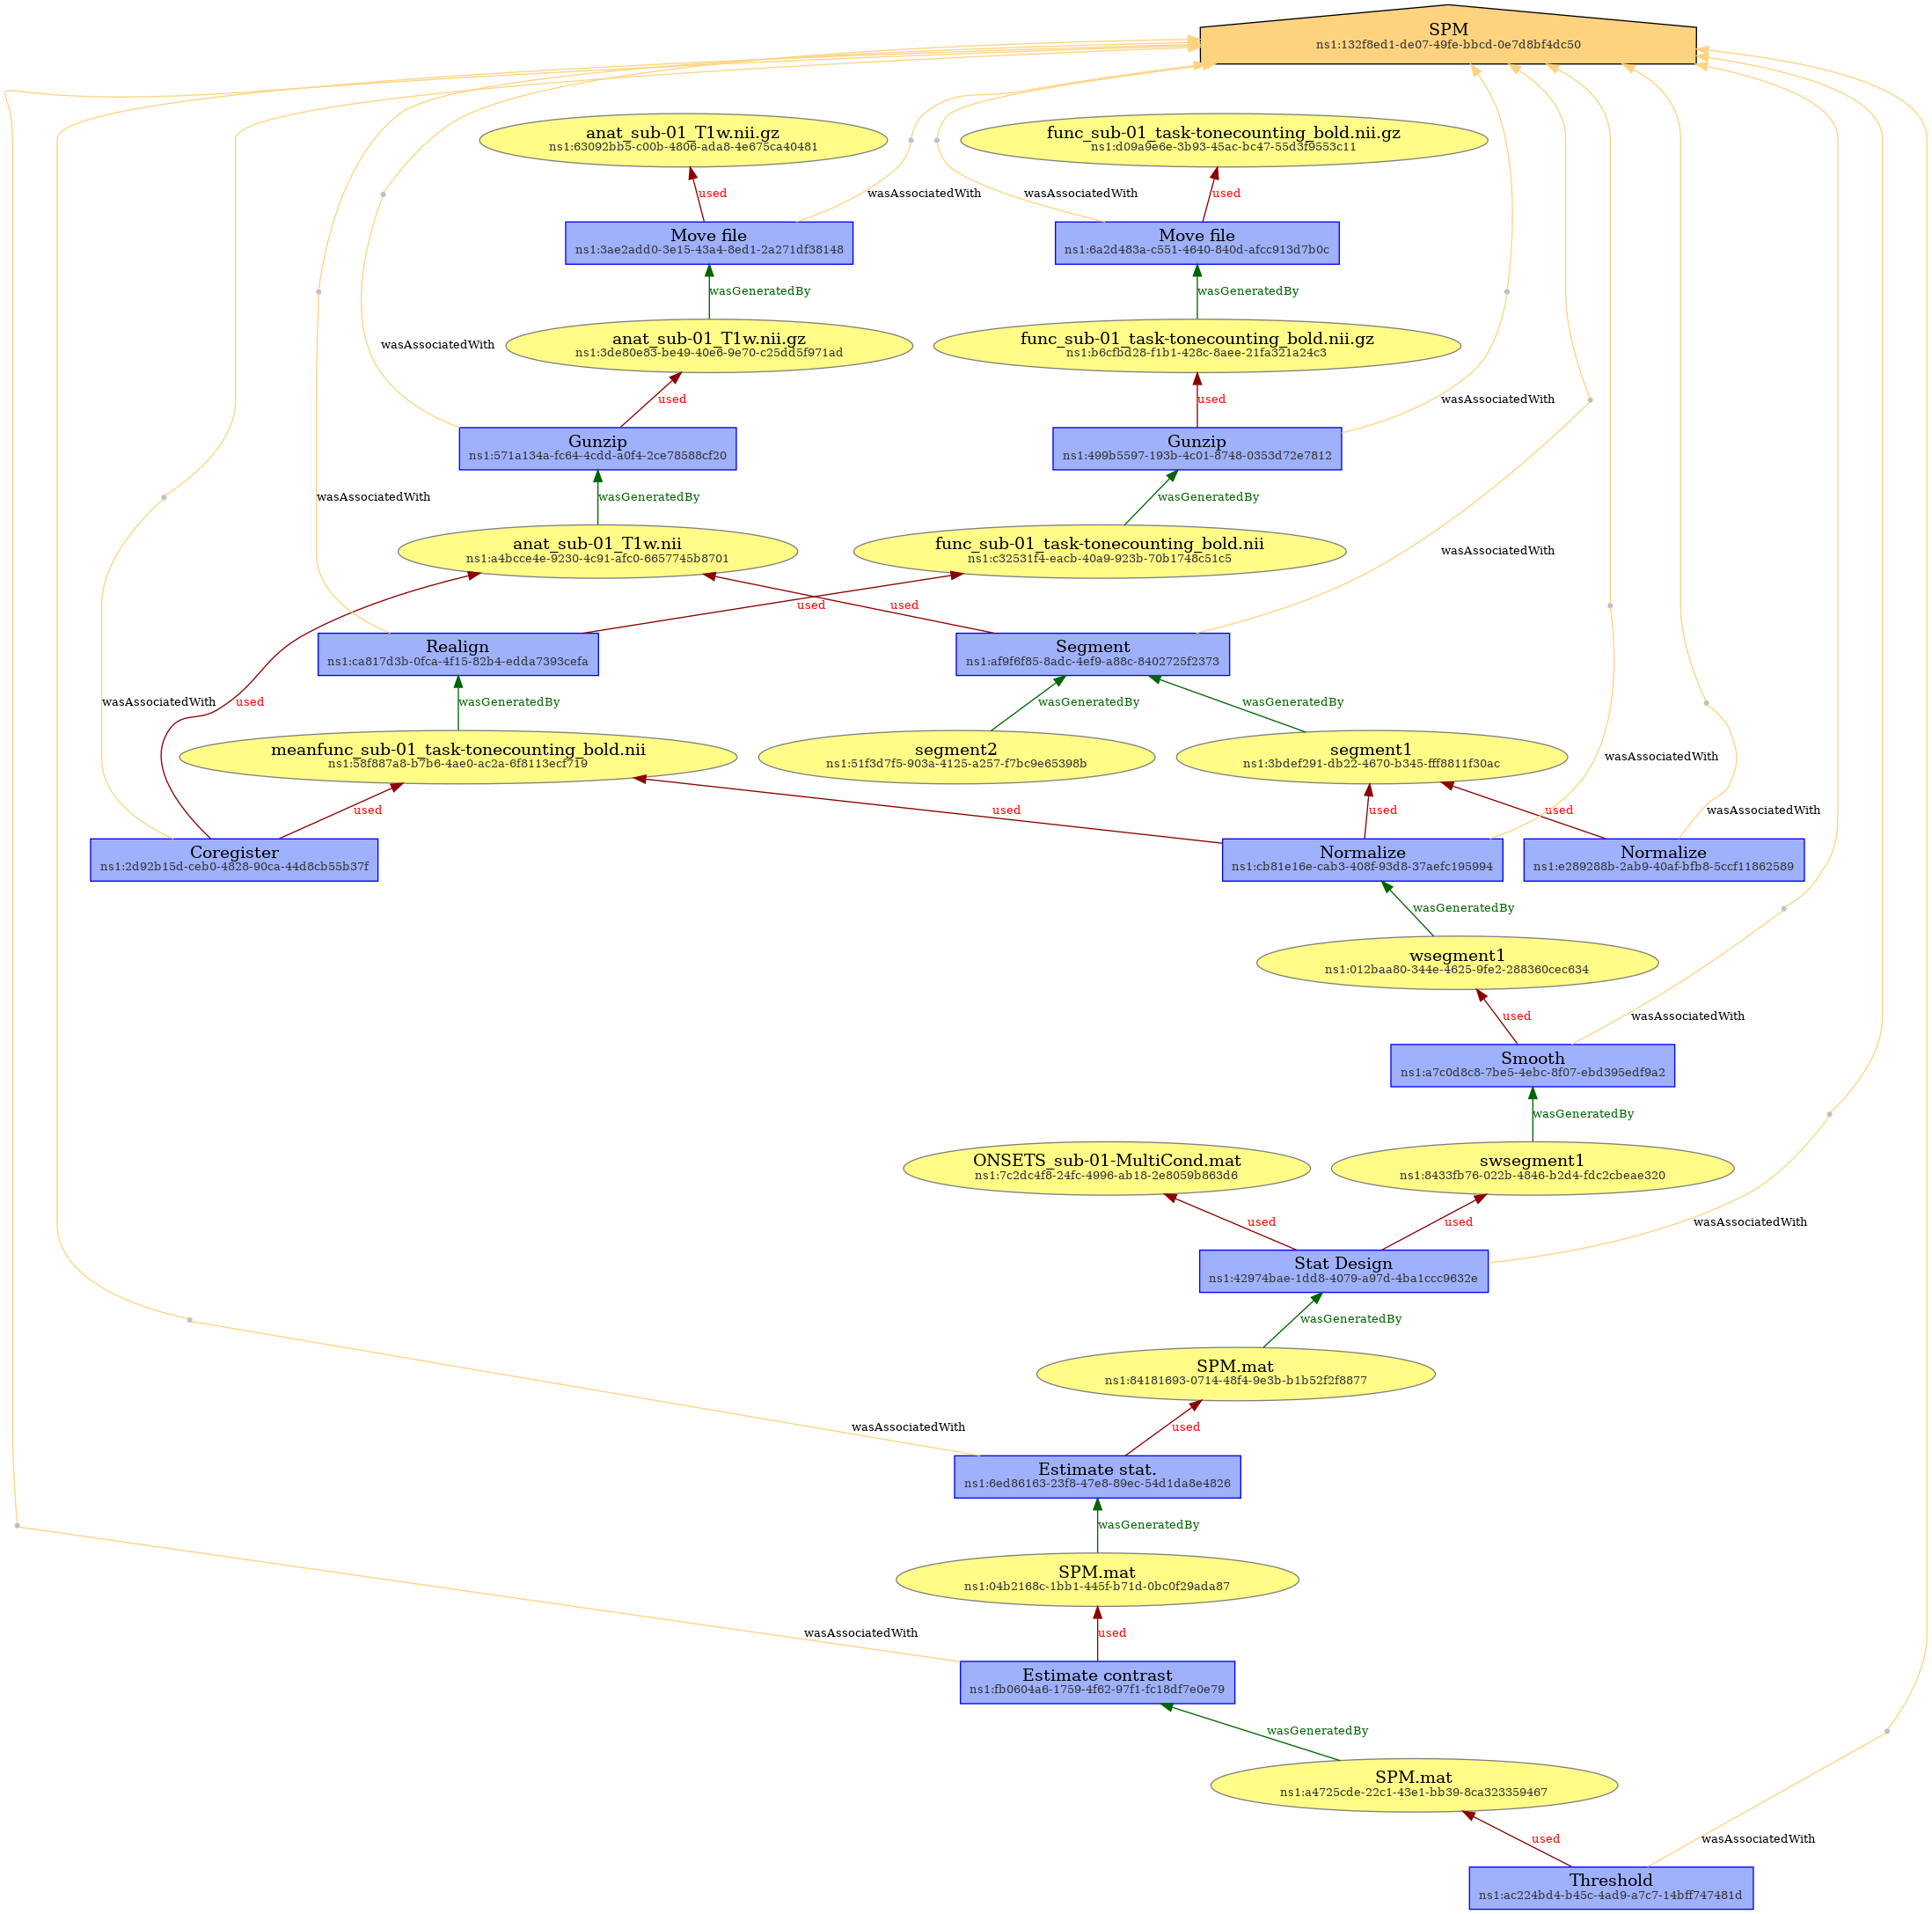 SPM
ns1:132f8ed1-de07-49fe-bbcd-0e7d8bf4dc50
anat_sub-01_T1w.nii.gz
ns1:63092bb5-c00b-4806-ada8-4e675ca40481
func_sub-01_task-tonecounting_bold.nii.gz
ns1:d09a9e6e-3b93-45ac-bc47-55d3f9553c11
used
wasAssociatedWith
wasAssociatedWith
used
Move file
ns1:3ae2add0-3e15-43a4-8ed1-2a271df38148
Move file
ns1:6a2d483a-c551-4640-840d-afcc913d7b0c
wasGeneratedBy
wasGeneratedBy
anat_sub-01_T1w.nii.gz
ns1:3de80e83-be49-40e6-9e70-c25dd5f971ad
func_sub-01_task-tonecounting_bold.nii.gz
ns1:b6cfbd28-f1b1-428c-8aee-21fa321a24c3
wasAssociatedWith
used
used
wasAssociatedWith
Gunzip
ns1:571a134a-fc64-4cdd-a0f4-2ce78588cf20
Gunzip
ns1:499b5597-193b-4c01-8748-0353d72e7812
wasAssociatedWith
wasGeneratedBy
wasGeneratedBy
anat_sub-01_T1w.nii
ns1:a4bcce4e-9230-4c91-afc0-6657745b8701
func_sub-01_task-tonecounting_bold.nii
ns1:c32531f4-eacb-40a9-923b-70b1748c51c5
wasAssociatedWith
used
used
Realign
ns1:ca817d3b-0fca-4f15-82b4-edda7393cefa
Segment
ns1:af9f6f85-8adc-4ef9-a88c-8402725f2373
wasAssociatedWith
used
wasGeneratedBy
wasGeneratedBy
wasGeneratedBy
meanfunc_sub-01_task-tonecounting_bold.nii
ns1:58f887a8-b7b6-4ae0-ac2a-6f8113ecf719
segment2
ns1:51f3d7f5-903a-4125-a257-f7bc9e65398b
segment1
ns1:3bdef291-db22-4670-b345-fff8811f30ac
wasAssociatedWith
used
used
used
used
wasAssociatedWith
Coregister
ns1:2d92b15d-ceb0-4828-90ca-44d8cb55b37f
Normalize
ns1:cb81e16e-cab3-408f-93d8-37aefc195994
Normalize
ns1:e289288b-2ab9-40af-bfb8-5ccf11862589
wasGeneratedBy
wsegment1
ns1:012baa80-344e-4625-9fe2-288360cec634
used
wasAssociatedWith
Smooth
ns1:a7c0d8c8-7be5-4ebc-8f07-ebd395edf9a2
wasGeneratedBy
ONSETS_sub-01-MultiCond.mat
ns1:7c2dc4f8-24fc-4996-ab18-2e8059b863d6
swsegment1
ns1:8433fb76-022b-4846-b2d4-fdc2cbeae320
used
used
wasAssociatedWith
Stat Design
ns1:42974bae-1dd8-4079-a97d-4ba1ccc9632e
wasGeneratedBy
SPM.mat
ns1:84181693-0714-48f4-9e3b-b1b52f2f8877
wasAssociatedWith
used
Estimate stat.
ns1:6ed86163-23f8-47e8-89ec-54d1da8e4826
wasGeneratedBy
SPM.mat
ns1:04b2168c-1bb1-445f-b71d-0bc0f29ada87
wasAssociatedWith
used
Estimate contrast
ns1:fb0604a6-1759-4f62-97f1-fc18df7e0e79
wasGeneratedBy
SPM.mat
ns1:a4725cde-22c1-43e1-bb39-8ca323359467
used
wasAssociatedWith
Threshold
ns1:ac224bd4-b45c-4ad9-a7c7-14bff747481d